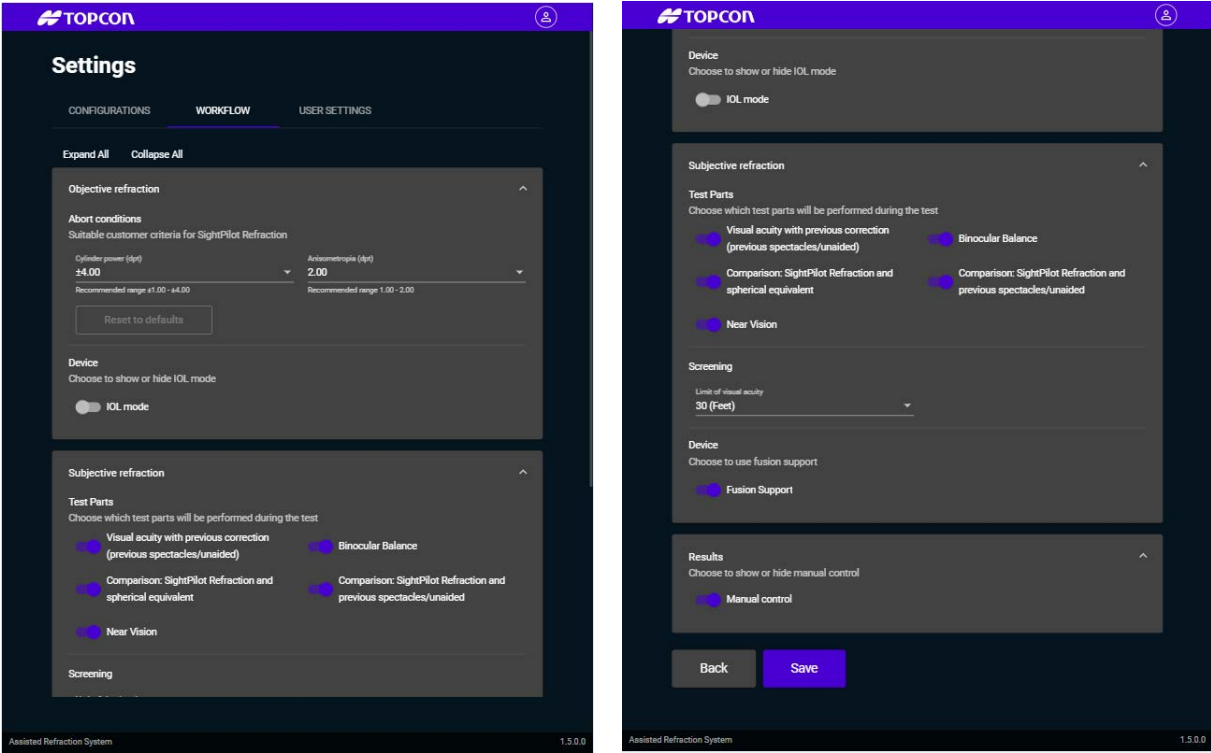 TOPCON
Settings
CONFIGURATIONS WORKFLOW USER SETTINGS
Expand All Collapse All
Objective refraction
Abort conditions
Suitable customer criteria for SightPilot Refraction
Cylinder power (dpt) Anisometropia (dpt)
±4.00 2.00
Recommended range ±1.00 - ±4.00 Recommended range 1.00 - 2.00
Reset to defaults
Device
Choose to show or hide IOL mode
IOL mode
Subjective refraction
Test Parts
Choose which test parts will be performed during the test
Visual acuity with previous correction
(previous spectacles/unaided)
Binocular Balance
Comparison: SightPilot Refraction and
spherical equivalent
Comparison: SightPilot Refraction and
previous spectacles/unaided
Near Vision
Screening
Assisted Refraction System 1.5.0.0
TOPCON
Device
Choose to show or hide IOL mode
IOL mode
Subjective refraction
Test Parts
Choose which test parts will be performed during the test
Visual acuity with previous correction
(previous spectacles/unaided)
Binocular Balance
Comparison: SightPilot Refraction and
spherical equivalent
Comparison: SightPilot Refraction and
previous spectacles/unaided
Near Vision
Screening
Limit of visual acuity
30 (Feet)
Device
Choose to use fusion support
Fusion Support
Results
Choose to show or hide manual control
Manual control
Back Save
Assisted Refraction System 1.5.0.0